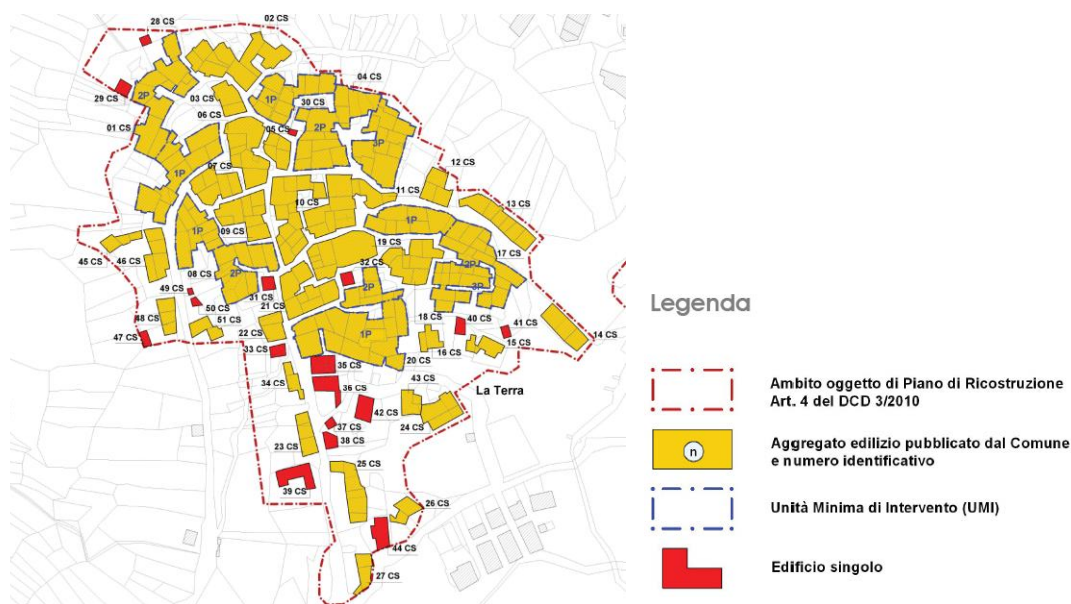 28 CS
02 CS
04 CS
29 CS
2P
03 CS
1P
30 CS
06 CS
2P
01 CS
05 CS
3P
07 CS
12 CS
1P
11 CS
13 CS
10 CS
1P
1P
09 CS
19 CS
17 CS
45 CS
46 CS
08 CS
2P
32 CS
2P
49 CS
31 CS
2P
3P
21 CS
50 CS
48 CS
51 CS
18 CS
40 CS
41 CS
14 CS
47 CS
22 CS
1P
16 CS
15 CS
33 CS
35 CS
20 CS
34 CS
36 CS
43 CS
La Terra
42 CS
37 CS
24 CS
23 CS
38 CS
25 CS
39 CS
26 CS
44 CS
27 CS
Legenda
Ambito oggetto di Piano di Ricostruzione
Art. 4 del DCD 3/2010
n
Aggregato edilizio pubblicato dal Comune
e numero identificativo
Unità Minima di Intervento (UMI)
Edificio singolo